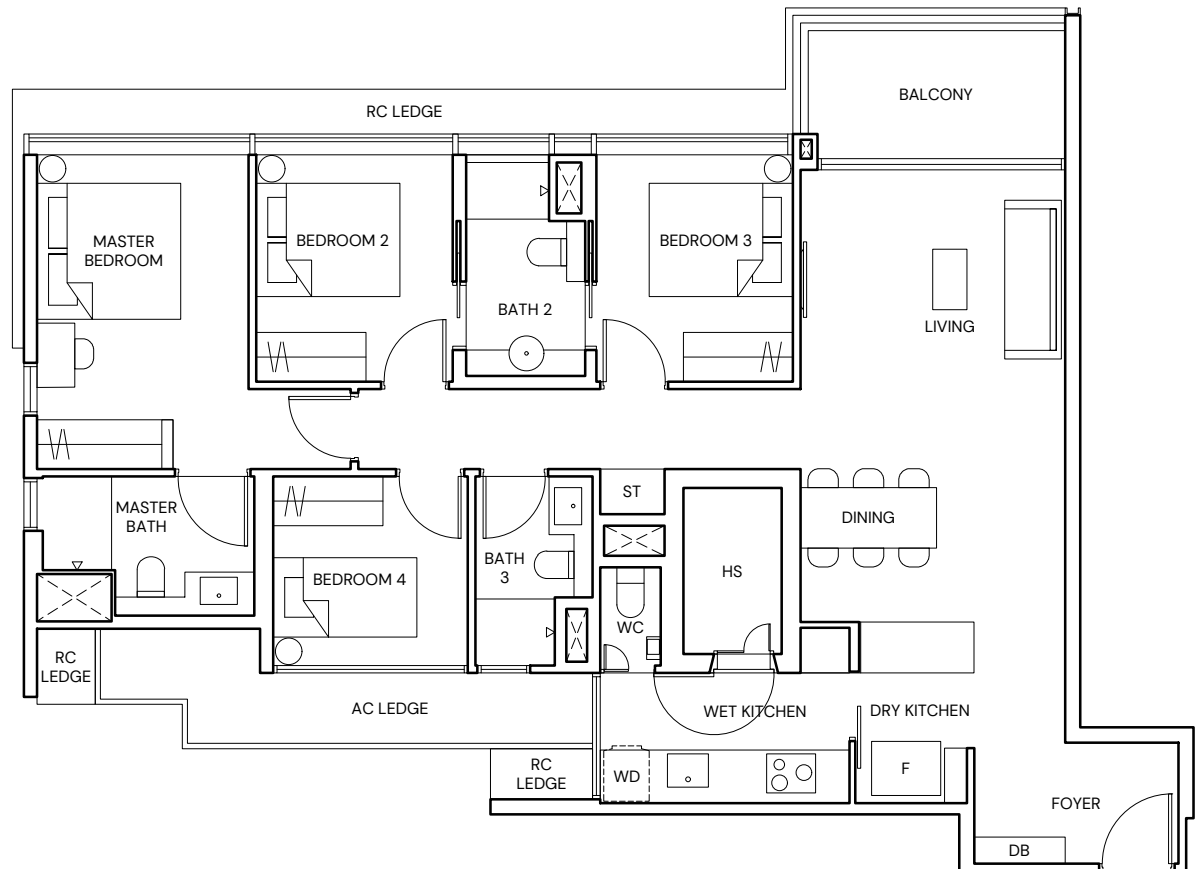 BALCONY
RC LEDGE
MASTER
BEDROOM
BEDROOM 2
BEDROOM 3
BATH 2
LIVING
MASTER
BATH
ST
DINING
BATH
3
BEDROOM 4
HS
WC
RC
LEDGE
AC LEDGE
WET KITCHEN
DRY KITCHEN
RC
LEDGE
WD
F
FOYER
DB